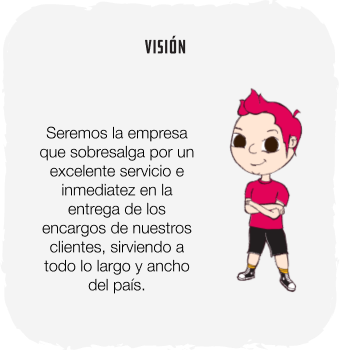 VISIÓN
Seremos la empresa
que sobresalga por un
excelente servicio e
inmediatez en la
entrega de los
encargos de nuestros
clientes, sirviendo a
todo lo largo y ancho
del país.